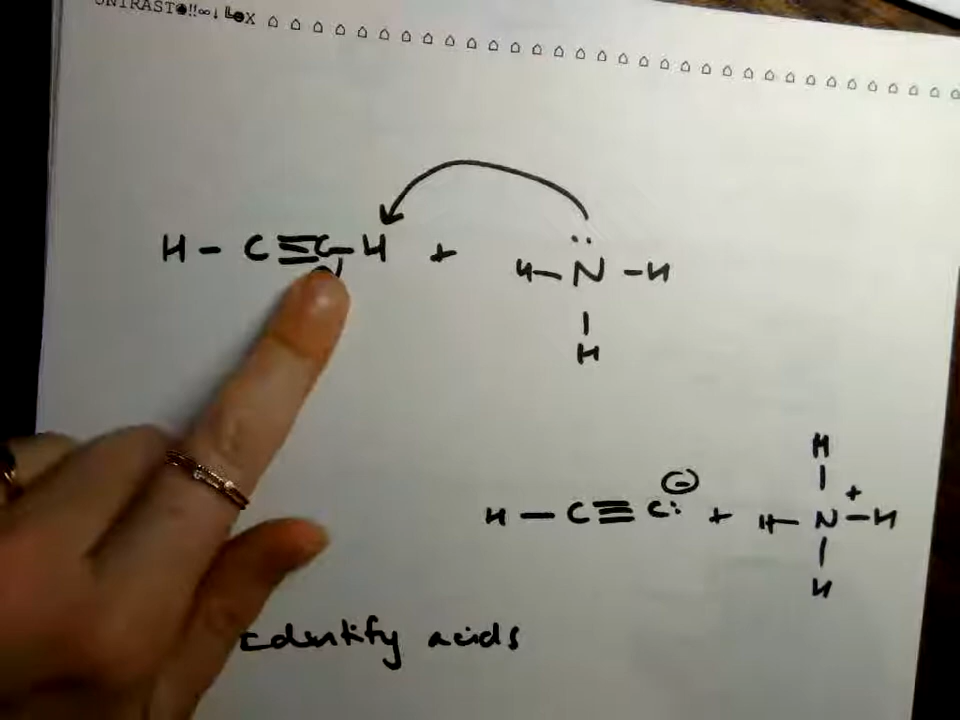 H - C ≡ C - H + H - N̈ - H
|
H
H
|
H - C ≡ C:⊖ + H - N⁺ - H
|
H
identify acids